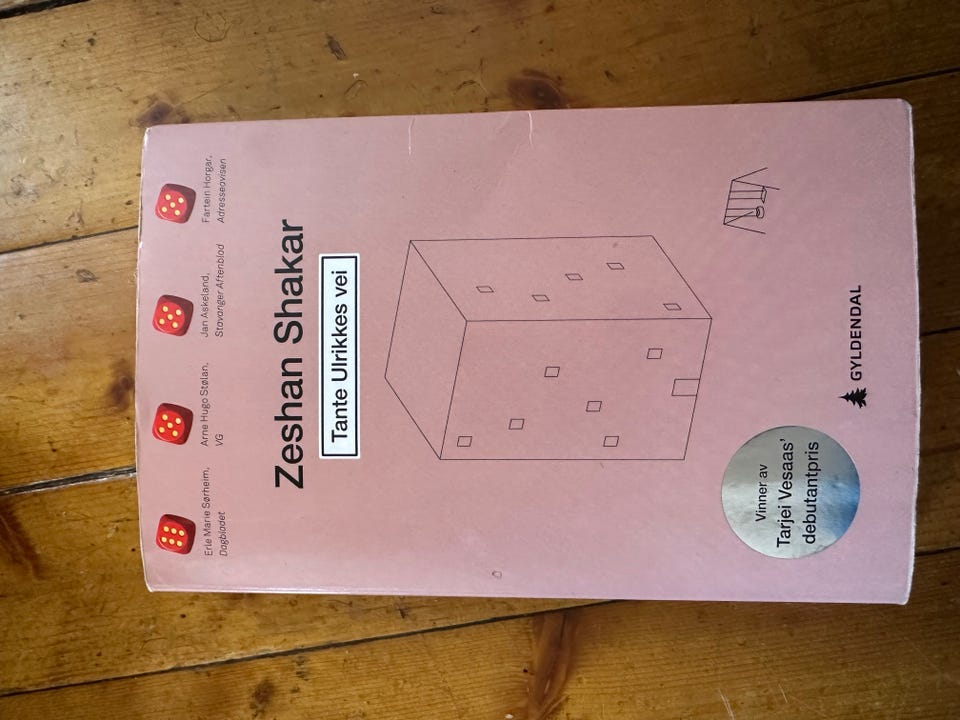 Erle Marie Sørheim,
Dagbladet
Arne Hugo Stølan,
VG
Jan Askeland,
Stavanger Aftenblad
Fartein Horgar,
Adresseavisen
Zeshan Shakar
Tante Ulrikkes vei
Vinner av
Tarjei Vesaas’
debutantpris
GYLDENDAL